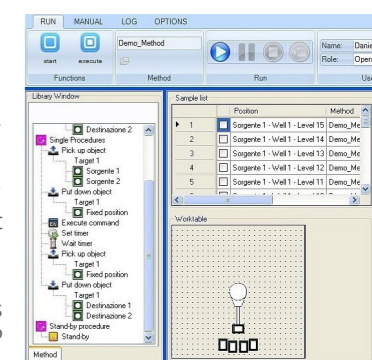 RUN MANUAL LOG OPTIONS
start execute
Functions
Demo_Method
Method
Run
Name: Danie
Role: Opera
Use
Library Window
Destinazione 2
Single Procedures
Pick up object
Target 1
Sorgente 1
Sorgente 2
Put down object
Target 1
Fixed position
Execute command
Set timer
Wait timer
Pick up object
Target 1
Fixed position
Put down object
Target 1
Destinazione 1
Destinazione 2
Stand-by procedure
Stand-by
Method
Sample list
Position Method
1 Sorgente 1 - Well 1 - Level 15 Demo_Me
2 Sorgente 1 - Well 1 - Level 14 Demo_Me
3 Sorgente 1 - Well 1 - Level 13 Demo_Me
4 Sorgente 1 - Well 1 - Level 12 Demo_Me
5 Sorgente 1 - Well 1 - Level 11 Demo_Me
Worktable